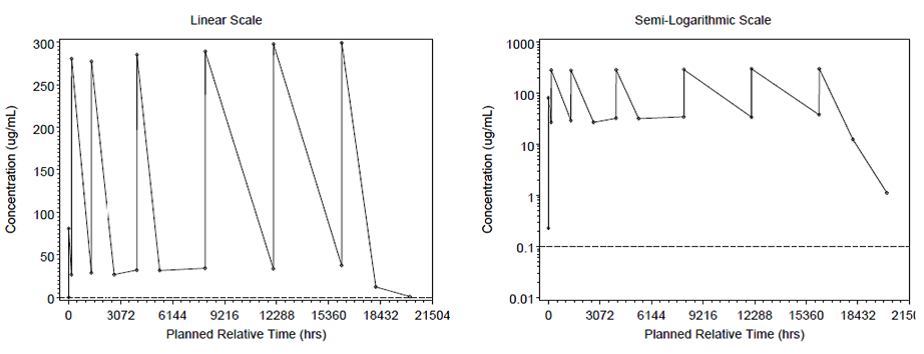 Linear Scale
Concentration (ug/mL)
300
250
200
150
100
50
0
0 3072 6144 9216 12288 15360 18432 21504
Planned Relative Time (hrs)
Semi-Logarithmic Scale
Concentration (ug/mL)
1000
100
10
1
0.1
0.01
0 3072 6144 9216 12288 15360 18432 2150
Planned Relative Time (hrs)